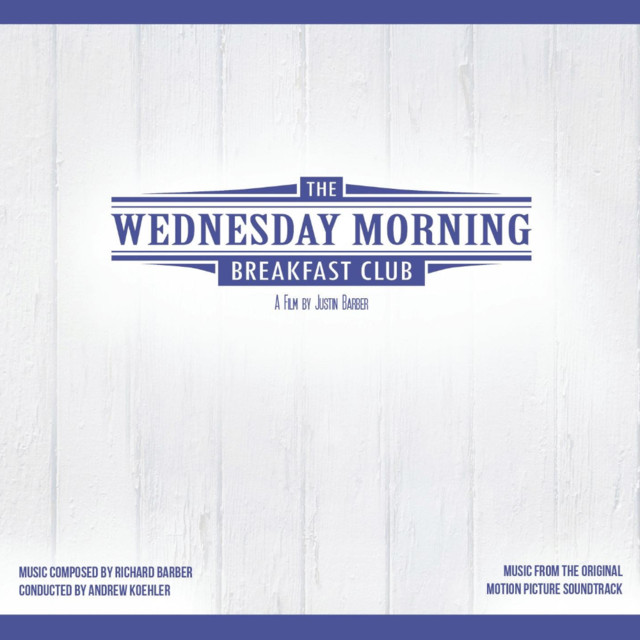 THE
WEDNESDAY MORNING
BREAKFAST CLUB
A Film by Justin Barber
MUSIC COMPOSED BY RICHARD BARBER
CONDUCTED BY ANDREW KOEHLER
MUSIC FROM THE ORIGINAL
MOTION PICTURE SOUNDTRACK